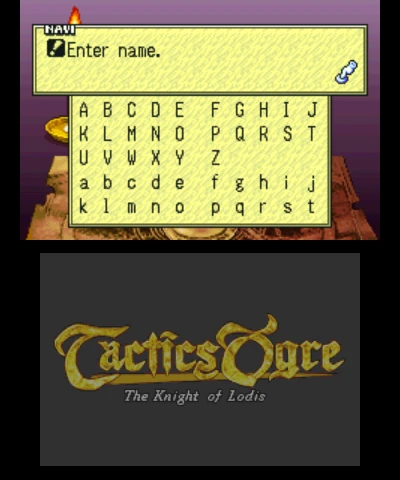 NAVI
Enter name.
A B C D E F G H I J
K L M N O P Q R S T
U V W X Y Z
a b c d e f g h i j
k l m n o p q r s t
Tactics Ogre
The Knight of Lodis